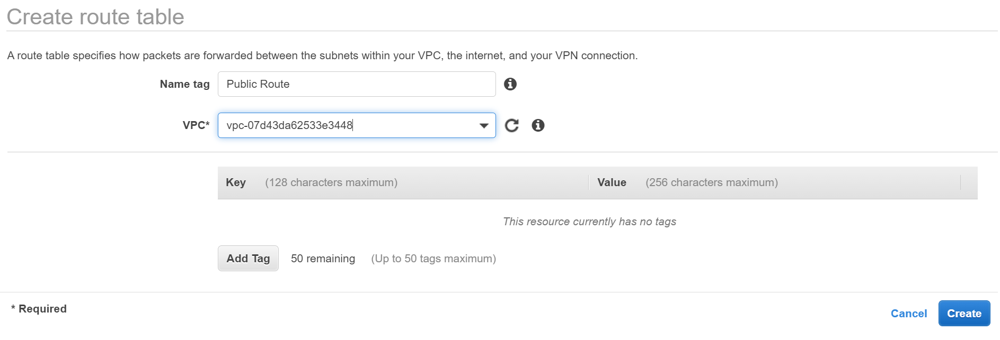 Create route table
A route table specifies how packets are forwarded between the subnets within your VPC, the internet, and your VPN connection.
Name tag Public Route
VPC* vpc-07d43da62533e3448
Key (128 characters maximum) Value (256 characters maximum)
This resource currently has no tags
Add Tag 50 remaining (Up to 50 tags maximum)
* Required
Cancel Create